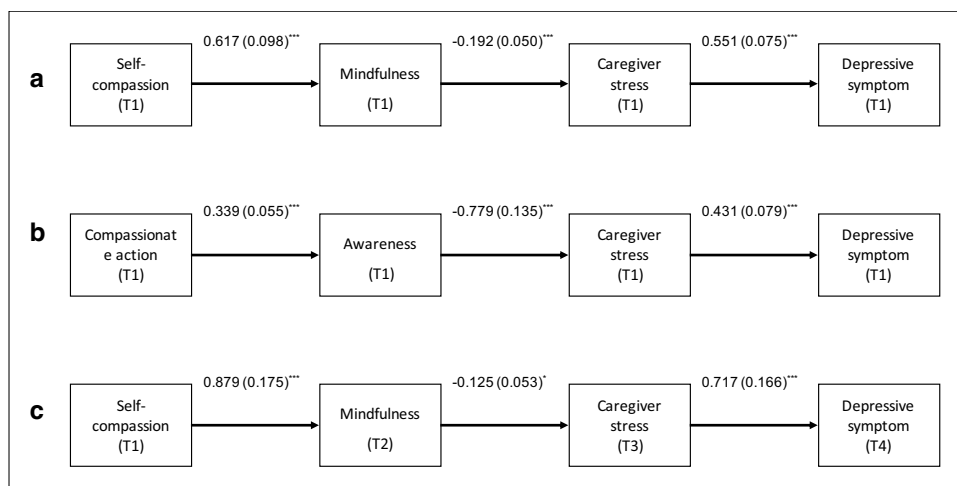 0.617 (0.098)*** -0.192 (0.050)*** 0.551 (0.075)***
a
Self-
compassion
(T1)
Mindfulness
(T1)
Caregiver
stress
(T1)
Depressive
symptom
(T1)
0.339 (0.055)*** -0.779 (0.135)*** 0.431 (0.079)***
b
Compassionat
e action
(T1)
Awareness
(T1)
Caregiver
stress
(T1)
Depressive
symptom
(T1)
0.879 (0.175)*** -0.125 (0.053)* 0.717 (0.166)***
c
Self-
compassion
(T1)
Mindfulness
(T2)
Caregiver
stress
(T3)
Depressive
symptom
(T4)